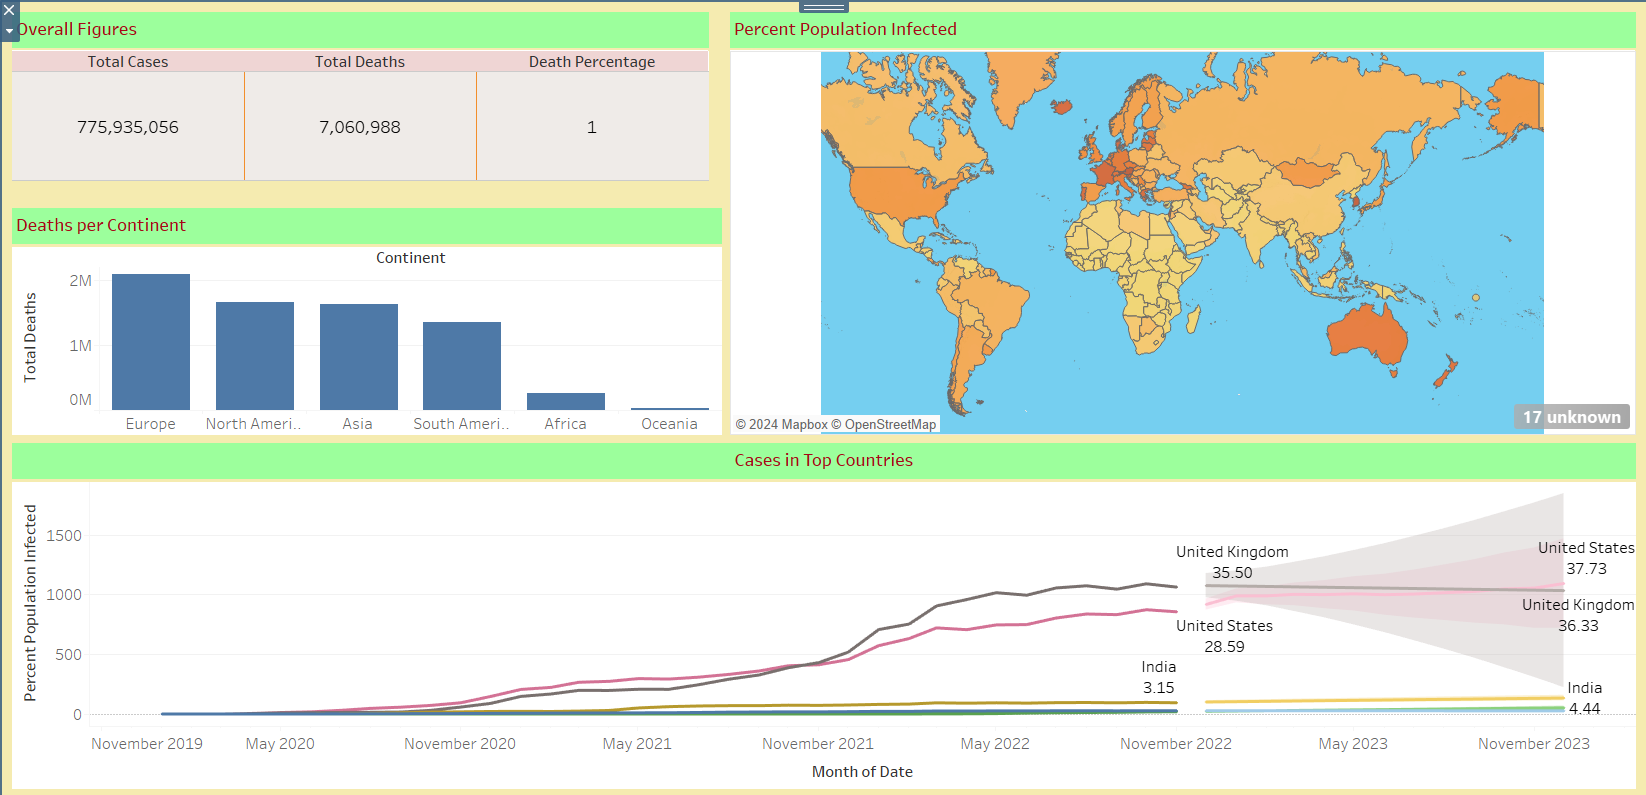 Overall Figures
Total Cases Total Deaths Death Percentage
775,935,056 7,060,988 1
Percent Population Infected
© 2024 Mapbox © OpenStreetMap
17 unknown
Deaths per Continent
Continent
Total Deaths
2M
1M
0M
Europe North Ameri.. Asia South Ameri.. Africa Oceania
Cases in Top Countries
Percent Population Infected
1500
1000
500
0
United Kingdom
35.50
United States
28.59
India
3.15
United States
37.73
United Kingdom
36.33
India
4.44
November 2019 May 2020 November 2020 May 2021 November 2021 May 2022 November 2022 May 2023 November 2023
Month of Date